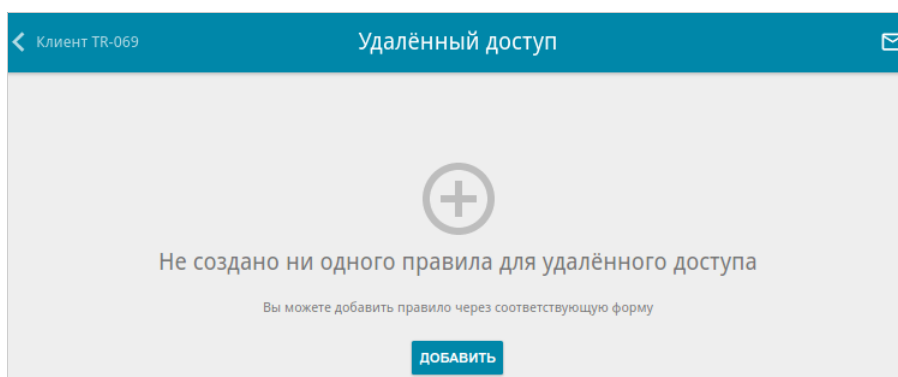 Клиент TR-069
Удалённый доступ
Не создано ни одного правила для удалённого доступа
Вы можете добавить правило через соответствующую форму
ДОБАВИТЬ